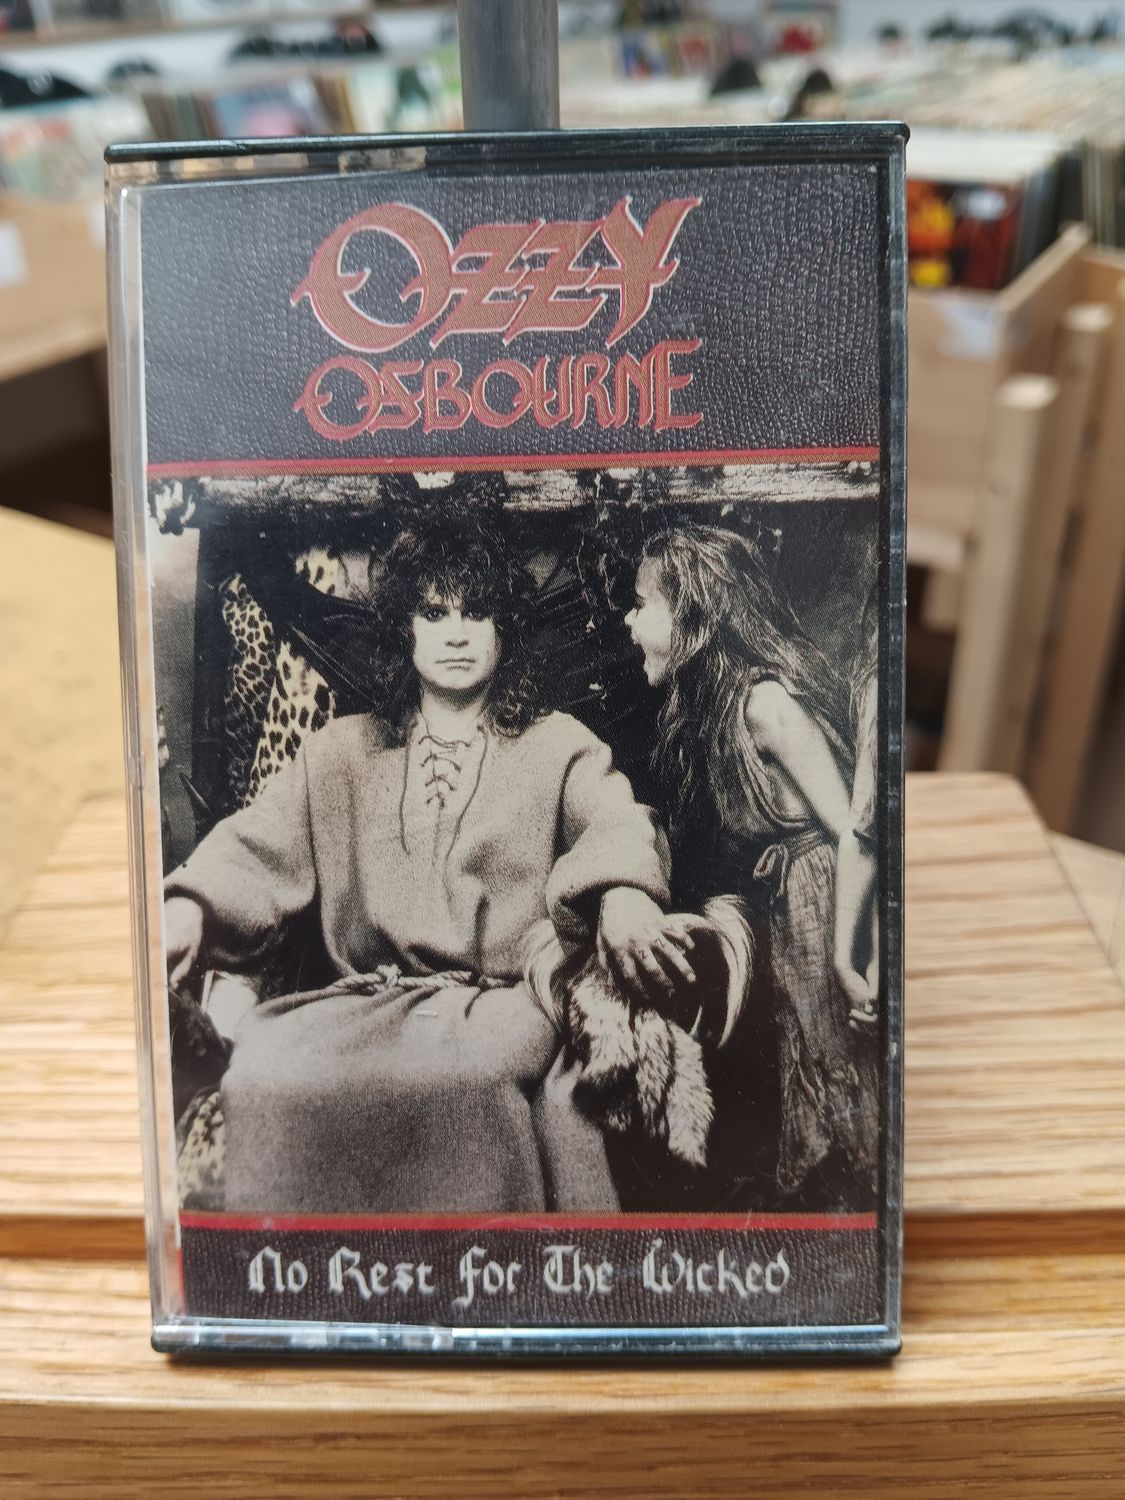 Ozzy
Osbourne
No Rest for The Wicked